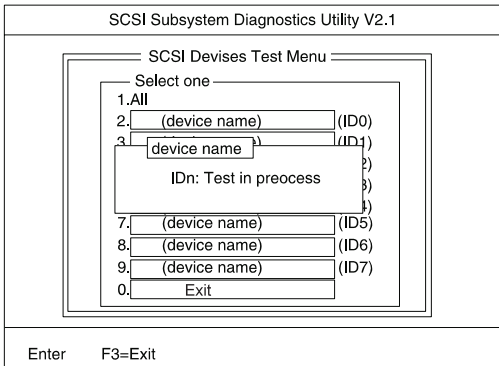 SCSI Subsystem Diagnostics Utility V2.1
SCSI Devises Test Menu
Select one
1.All
2. (device name) (ID0)
3. (ID1)
device name
IDn: Test in preocess
7. (device name) (ID5)
8. (device name) (ID6)
9. (device name) (ID7)
0. Exit
Enter F3=Exit